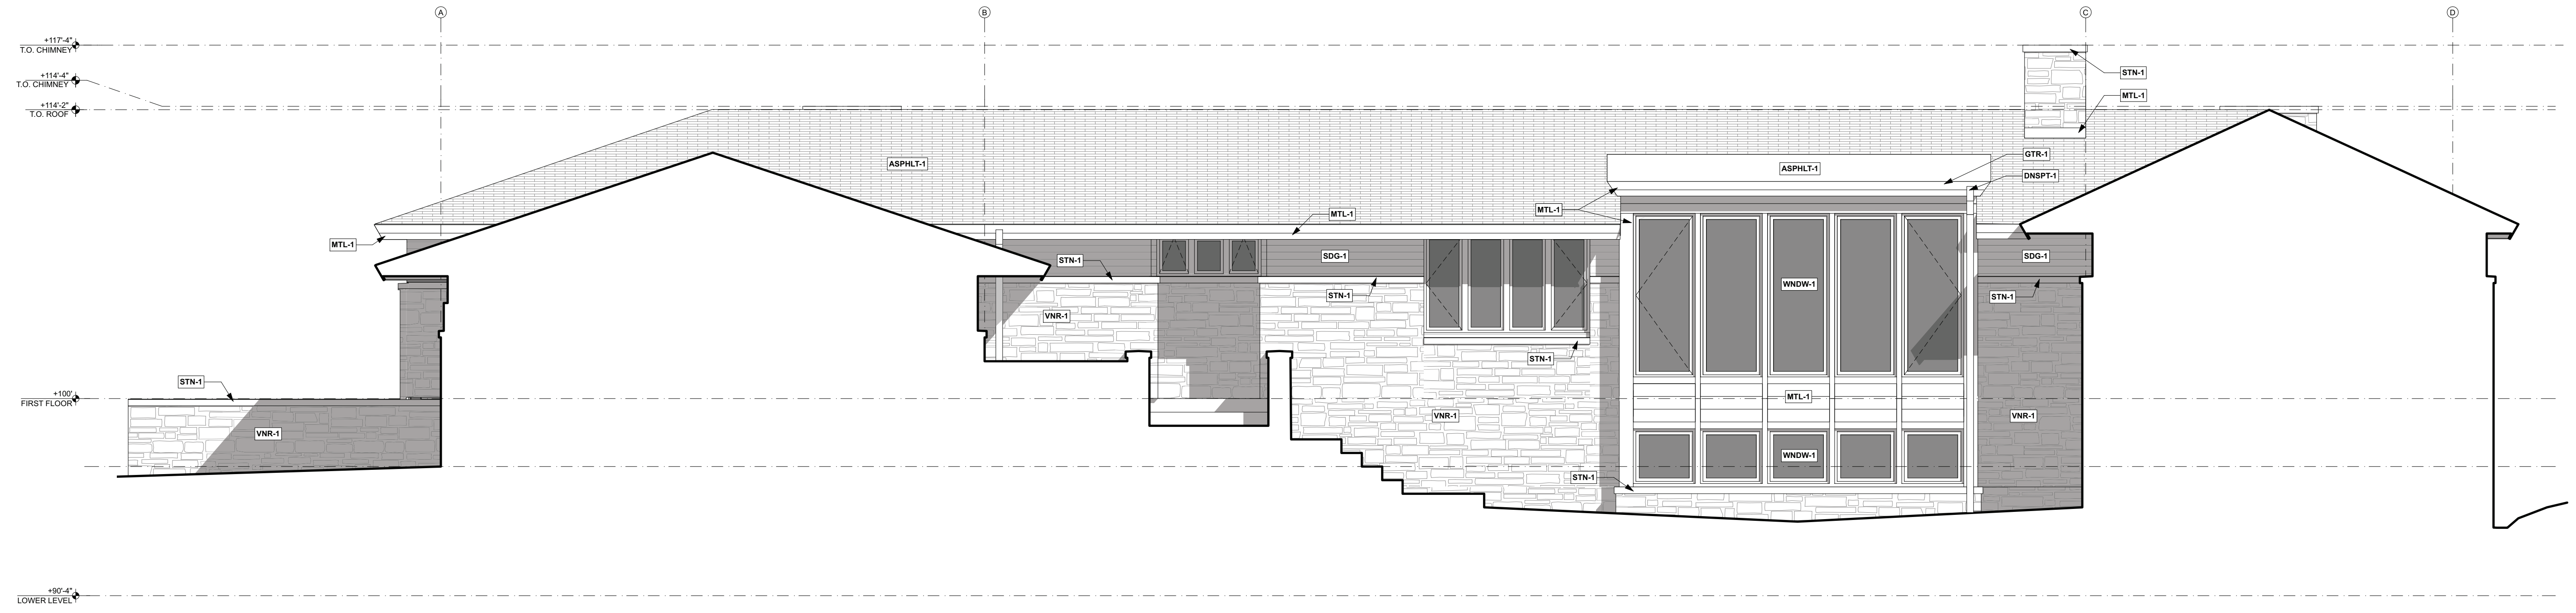 A
B
C
D
+117'-4"
T.O. CHIMNEY
+114'-4"
T.O. CHIMNEY
+114'-2"
T.O. ROOF
STN-1
MTL-1
ASPHLT-1
ASPHLT-1
GTR-1
DNSPT-1
MTL-1
MTL-1
MTL-1
STN-1
SDG-1
SDG-1
STN-1
WNDW-1
STN-1
VNR-1
STN-1
STN-1
+100'
FIRST FLOOR
MTL-1
VNR-1
VNR-1
VNR-1
WNDW-1
STN-1
+90'-4"
LOWER LEVEL